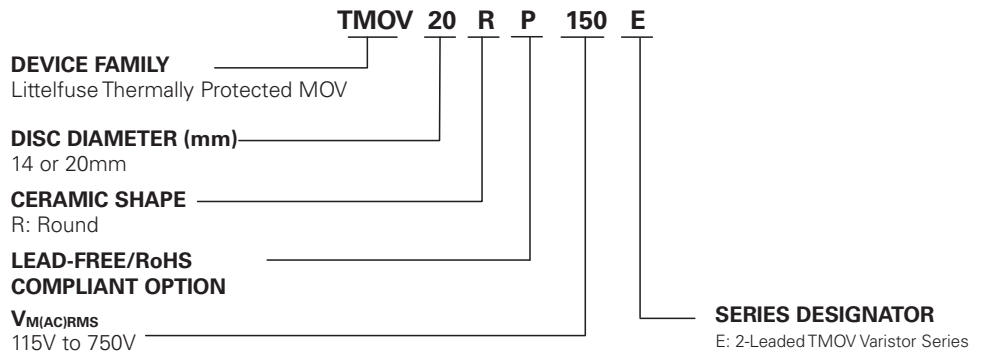 TMOV 20 R P 150 E
DEVICE FAMILY
Littelfuse Thermally Protected MOV
DISC DIAMETER (mm)
14 or 20mm
CERAMIC SHAPE
R: Round
LEAD-FREE/RoHS
COMPLIANT OPTION
VM(AC)RMS
115V to 750V
SERIES DESIGNATOR
E: 2-Leaded TMOV Varistor Series